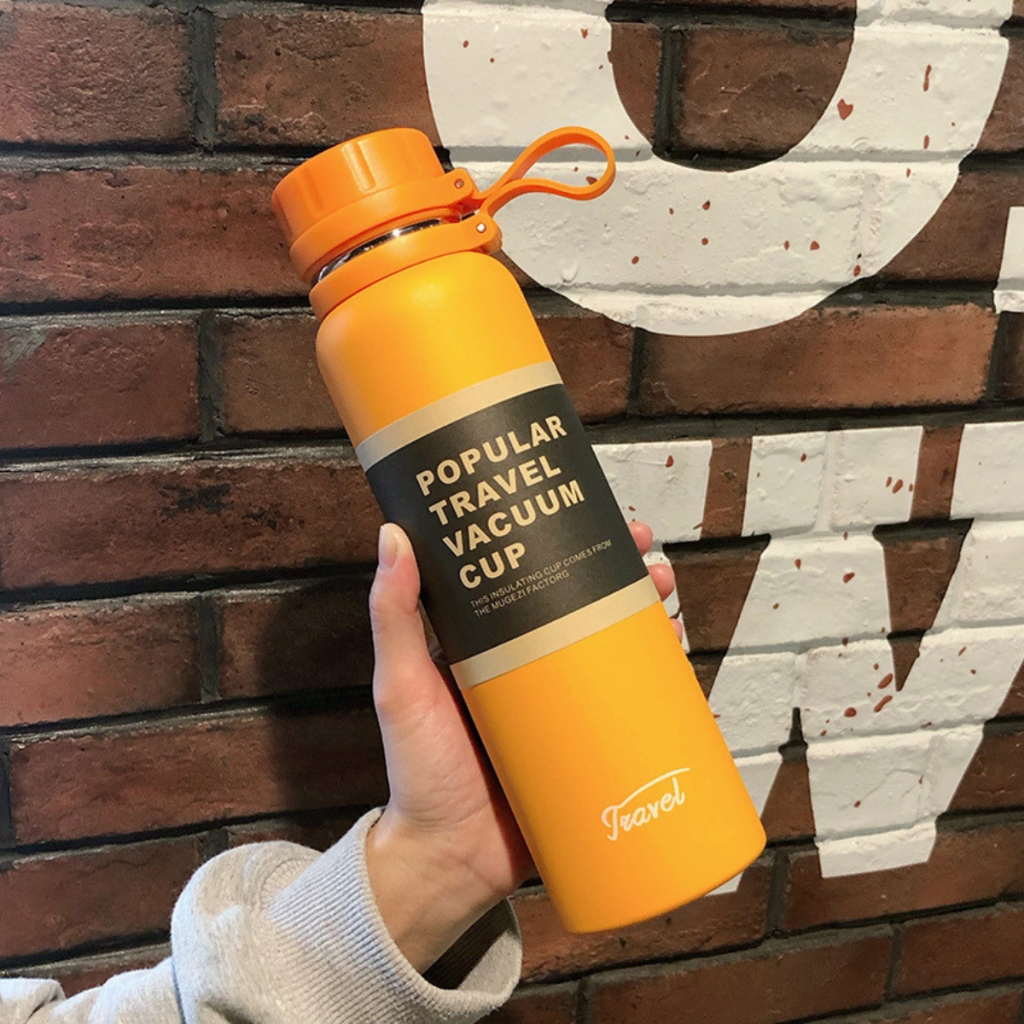 POPULAR
TRAVEL
VACUUM
CUP
THIS INSULATING CUP COMES FROM
THE MUGEZI FACTORG
Travel